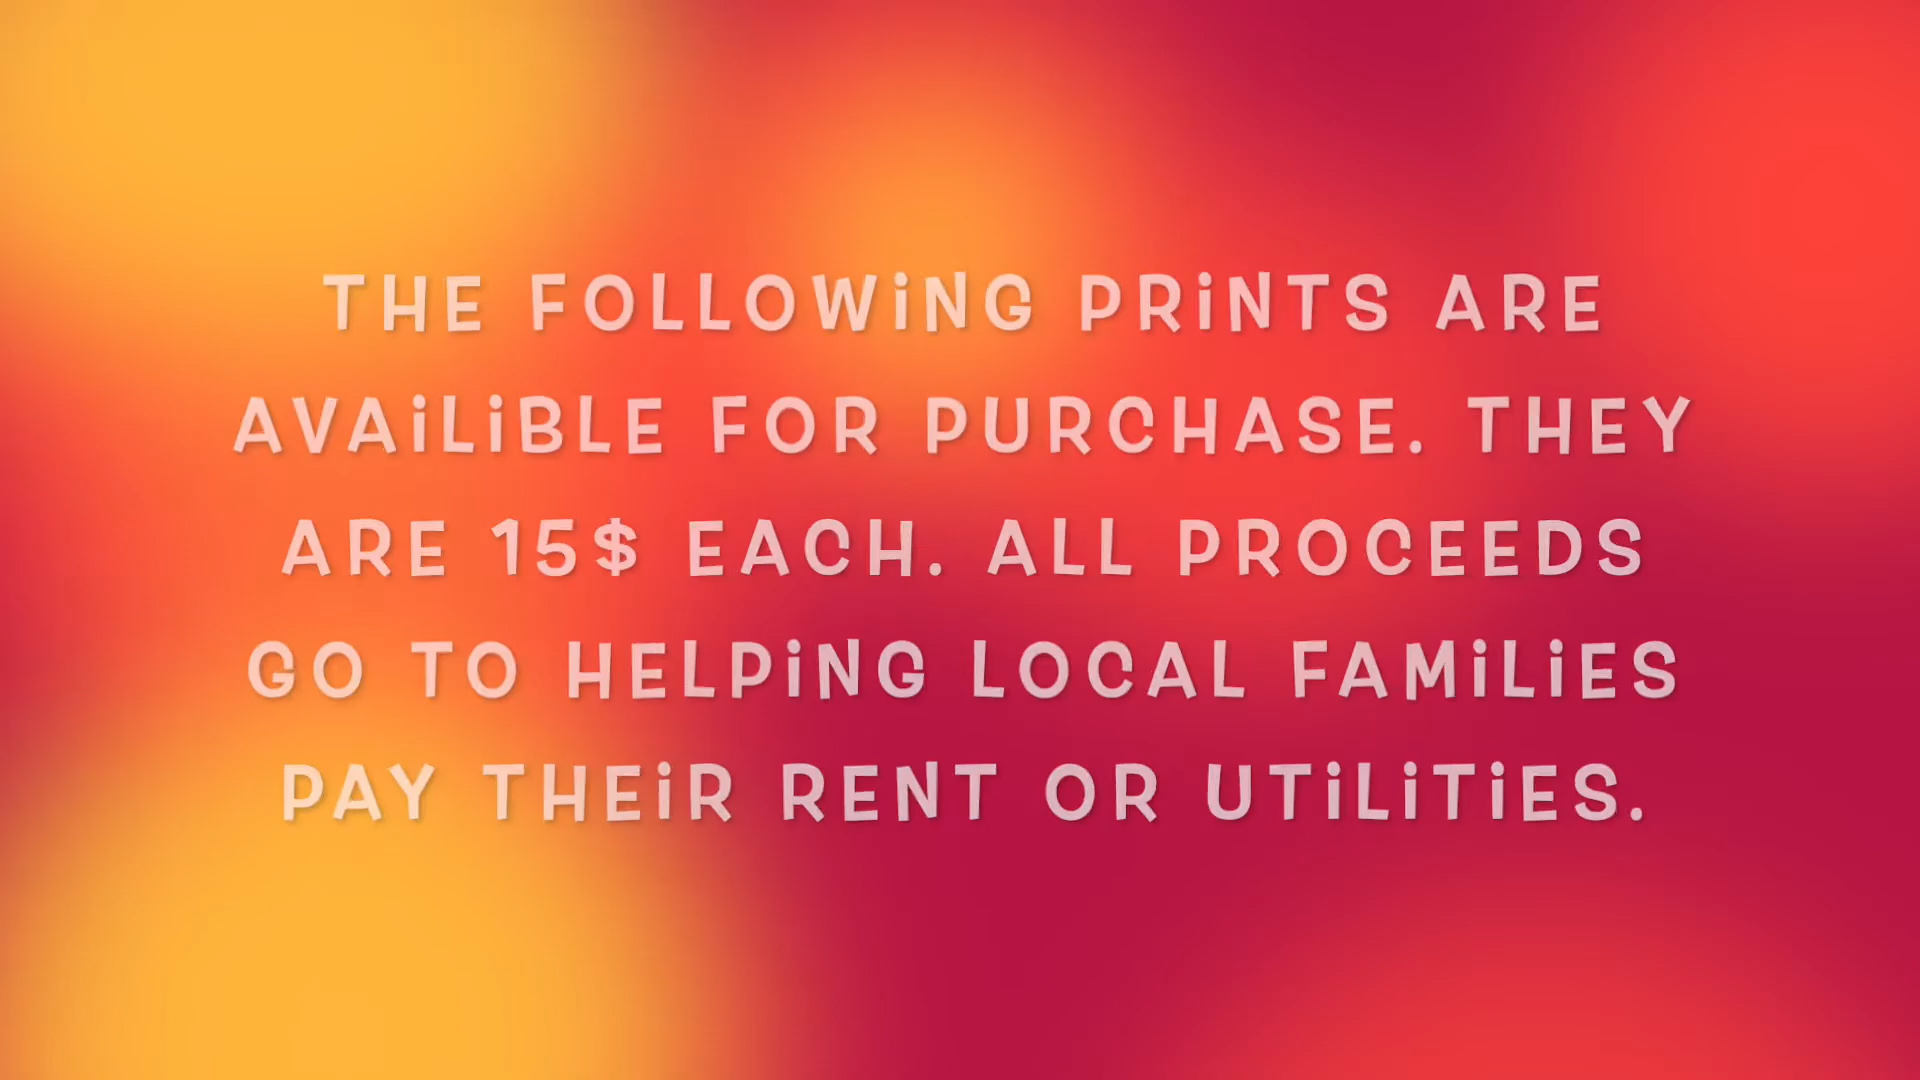 THE FOLLOWiNG PRiNTS ARE
AVAiLiBLE FOR PURCHASE. THEY
ARE 15$ EACH. ALL PROCEEDS
GO TO HELPiNG LOCAL FAMiLiES
PAY THEiR RENT OR UTiLiTiES.